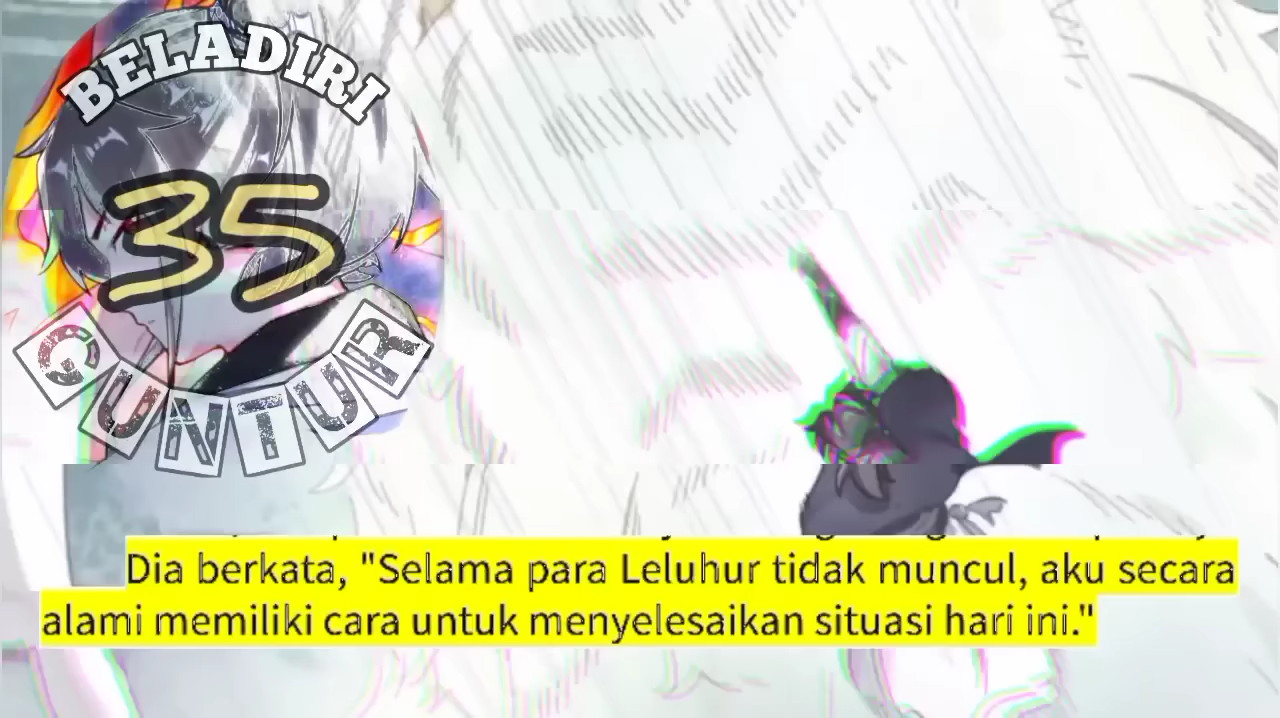 BELADIRI
35
GUNTUR
Dia berkata, "Selama para Leluhur tidak muncul, aku secara
alami memiliki cara untuk menyelesaikan situasi hari ini."